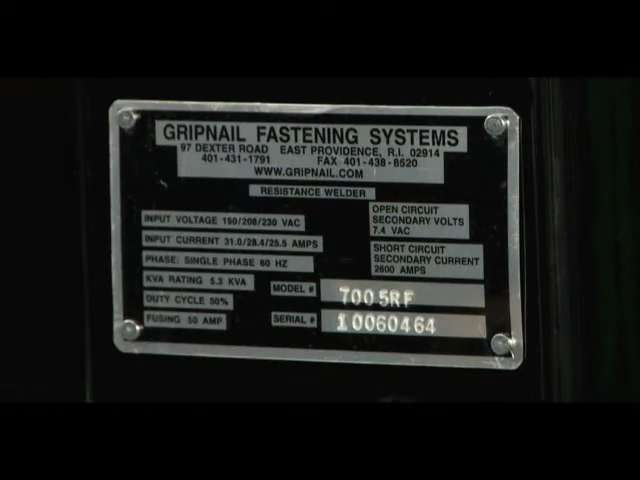 GRIPNAIL FASTENING SYSTEMS
97 DEXTER ROAD EAST PROVIDENCE, R.I. 02914
401-431-1791 FAX 401-438-8520
WWW.GRIPNAIL.COM
RESISTANCE WELDER
INPUT VOLTAGE 190/208/230 VAC
INPUT CURRENT 31.0/28.4/25.5 AMPS
PHASE: SINGLE PHASE 60 HZ
KVA RATING 5.3 KVA
DUTY CYCLE 50%
FUSING 50 AMP
OPEN CIRCUIT
SECONDARY VOLTS
7.4 VAC
SHORT CIRCUIT
SECONDARY CURRENT
2600 AMPS
MODEL # 7005RF
SERIAL # 10060464